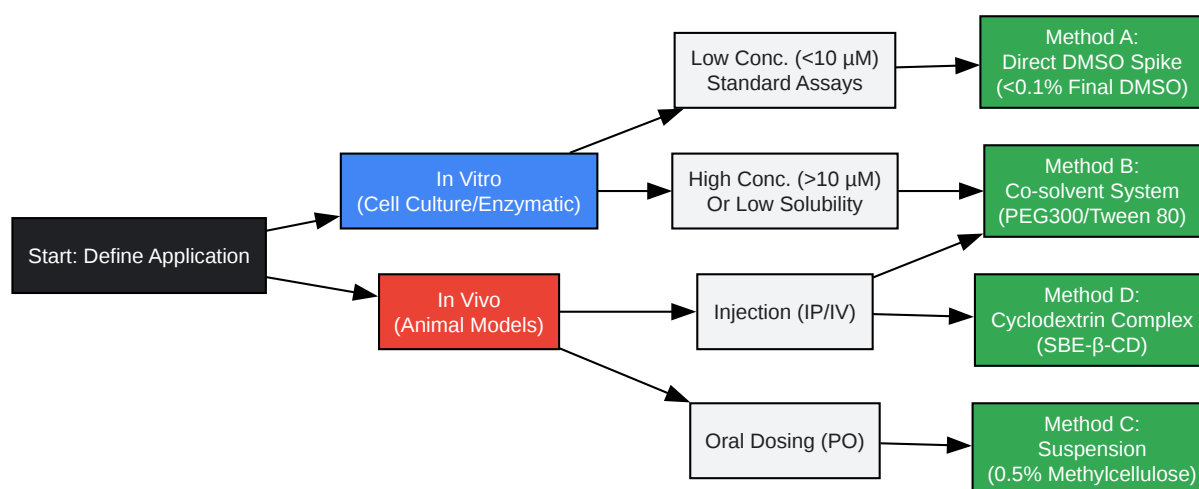 Start: Define Application
In Vitro
(Cell Culture/Enzymatic)
In Vivo
(Animal Models)
Low Conc. (<10 µM)
Standard Assays
High Conc. (>10 µM)
Or Low Solubility
Injection (IP/IV)
Oral Dosing (PO)
Method A:
Direct DMSO Spike
(<0.1% Final DMSO)
Method B:
Co-solvent System
(PEG300/Tween 80)
Method D:
Cyclodextrin Complex
(SBE-β-CD)
Method C:
Suspension
(0.5% Methylcellulose)